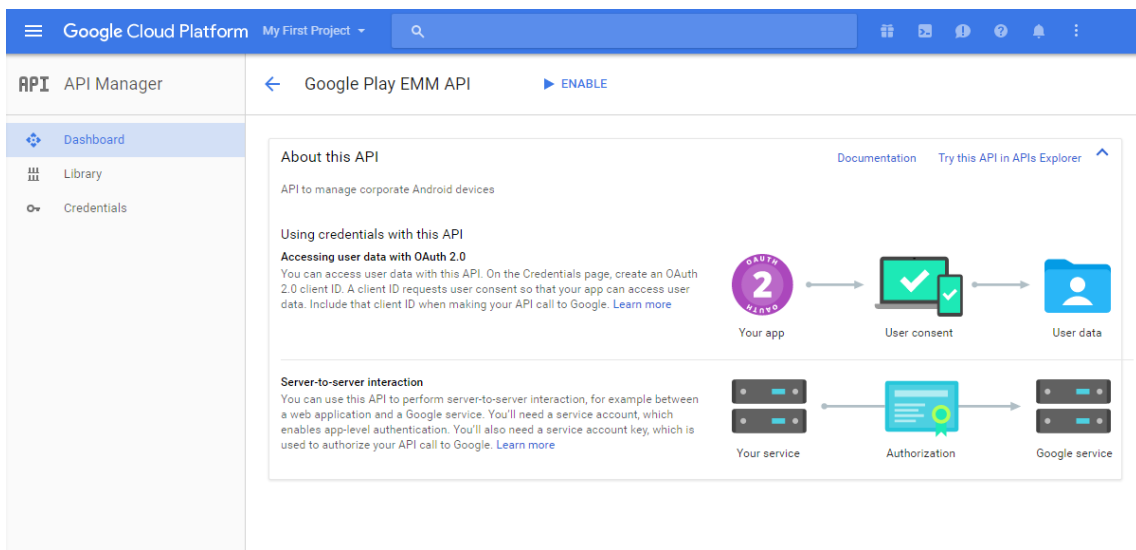 Google Cloud Platform My First Project
API API Manager
Google Play EMM API ENABLE
Dashboard
Library
Credentials
About this API
Documentation Try this API in APIs Explorer
API to manage corporate Android devices
Using credentials with this API
Accessing user data with OAuth 2.0
You can access user data with this API. On the Credentials page, create an OAuth
2.0 client ID. A client ID requests user consent so that your app can access user
data. Include that client ID when making your API call to Google. Learn more
OAUTH
2
OAUTH
Your app
User consent
User data
Server-to-server interaction
You can use this API to perform server-to-server interaction, for example between
a web application and a Google service. You'll need a service account, which
enables app-level authentication. You'll also need a service account key, which is
used to authorize your API call to Google. Learn more
Your service
Authorization
Google service